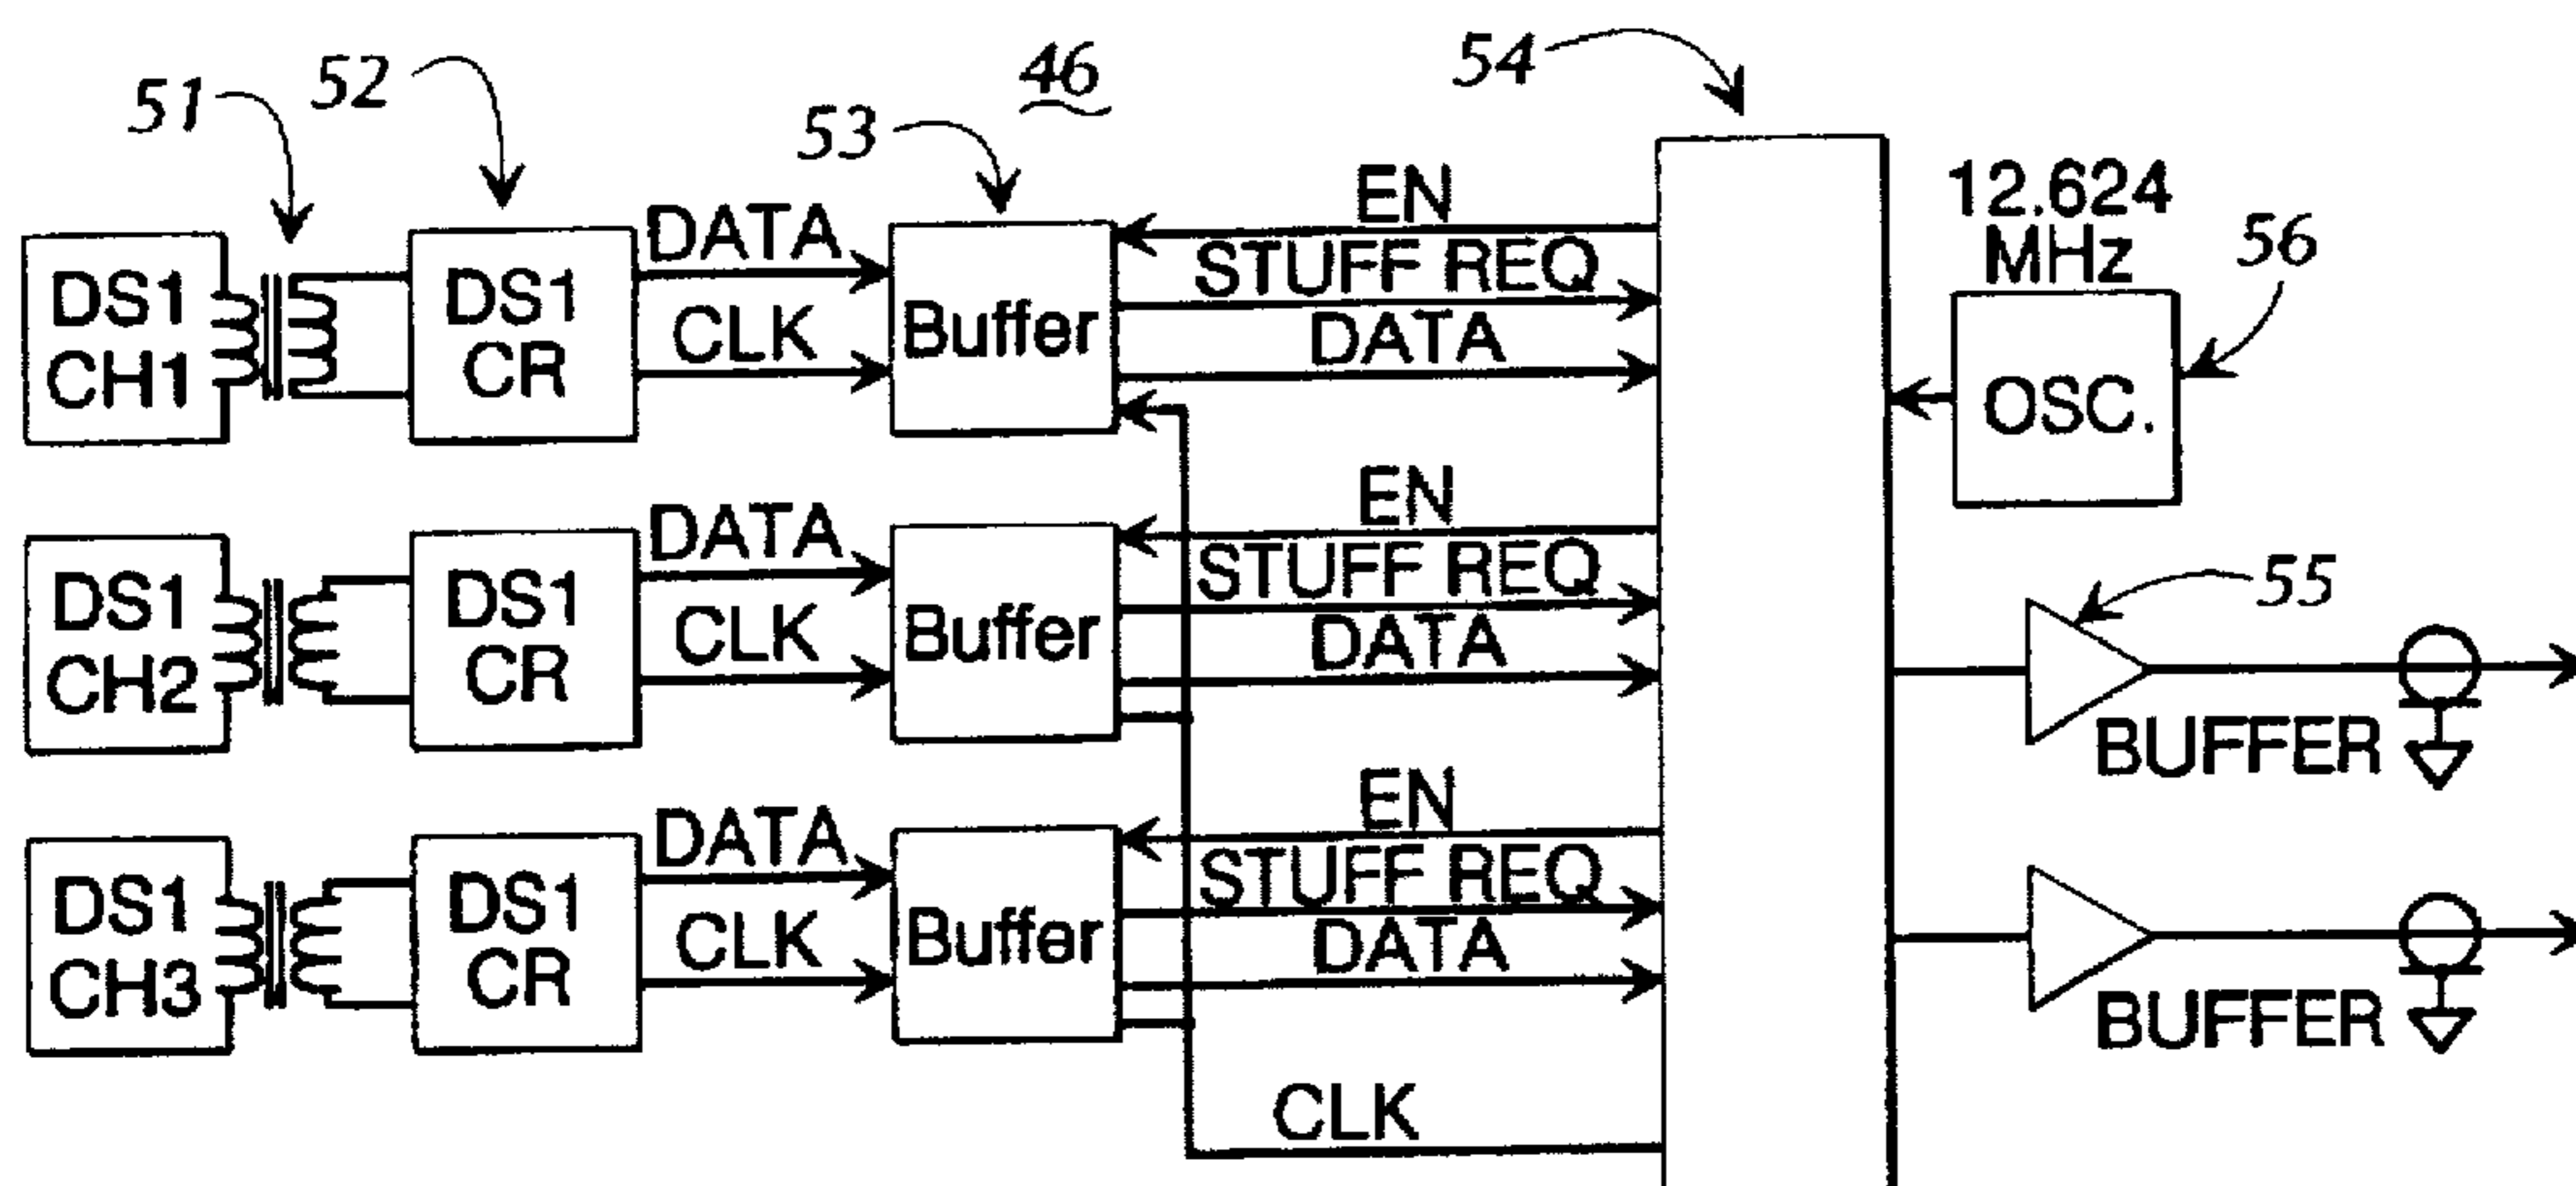 51
52
53
46
54
12.624
MHz
56
OSC.
DS1
CH1
DS1
CR
DATA
CLK
Buffer
EN
STUFF REQ
DATA
DS1
CH2
DS1
CR
DATA
CLK
Buffer
EN
STUFF REQ
DATA
55
BUFFER
DS1
CH3
DS1
CR
DATA
CLK
Buffer
EN
STUFF REQ
DATA
BUFFER
CLK